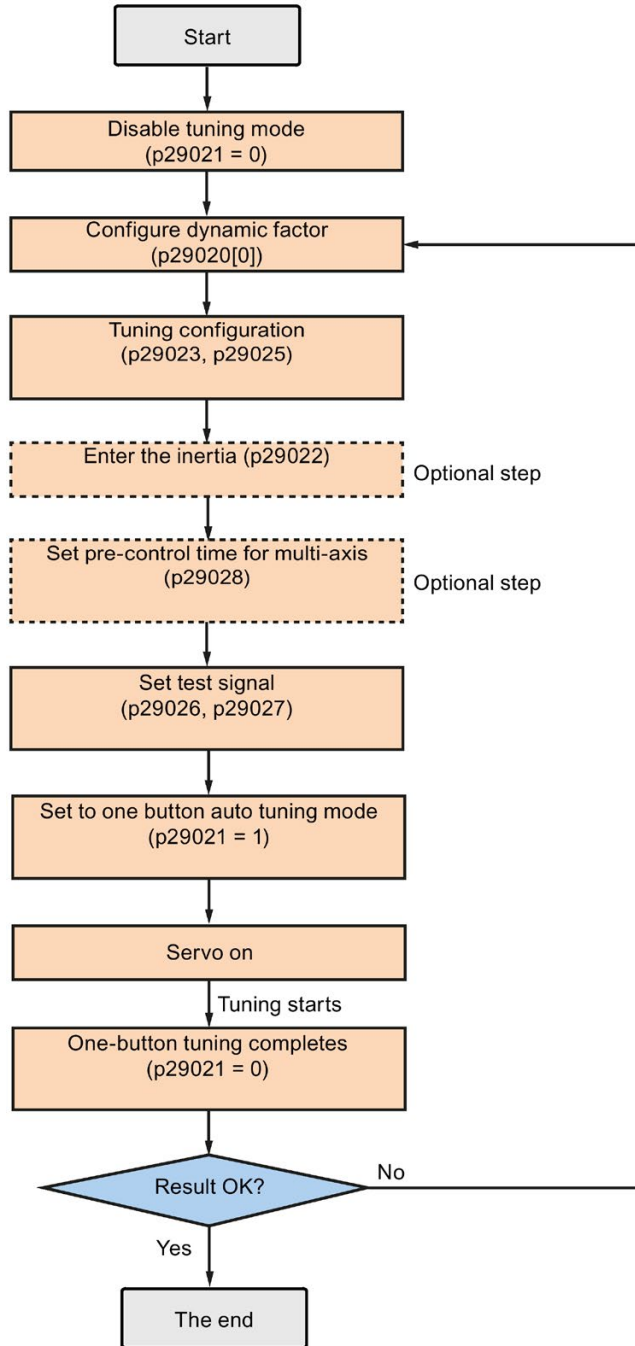 Start
Disable tuning mode
(p29021 = 0)
Configure dynamic factor
(p29020[0])
Tuning configuration
(p29023, p29025)
Enter the inertia (p29022)
Optional step
Set pre-control time for multi-axis
(p29028)
Optional step
Set test signal
(p29026, p29027)
Set to one button auto tuning mode
(p29021 = 1)
Servo on
Tuning starts
One-button tuning completes
(p29021 = 0)
Result OK?
No
Yes
The end